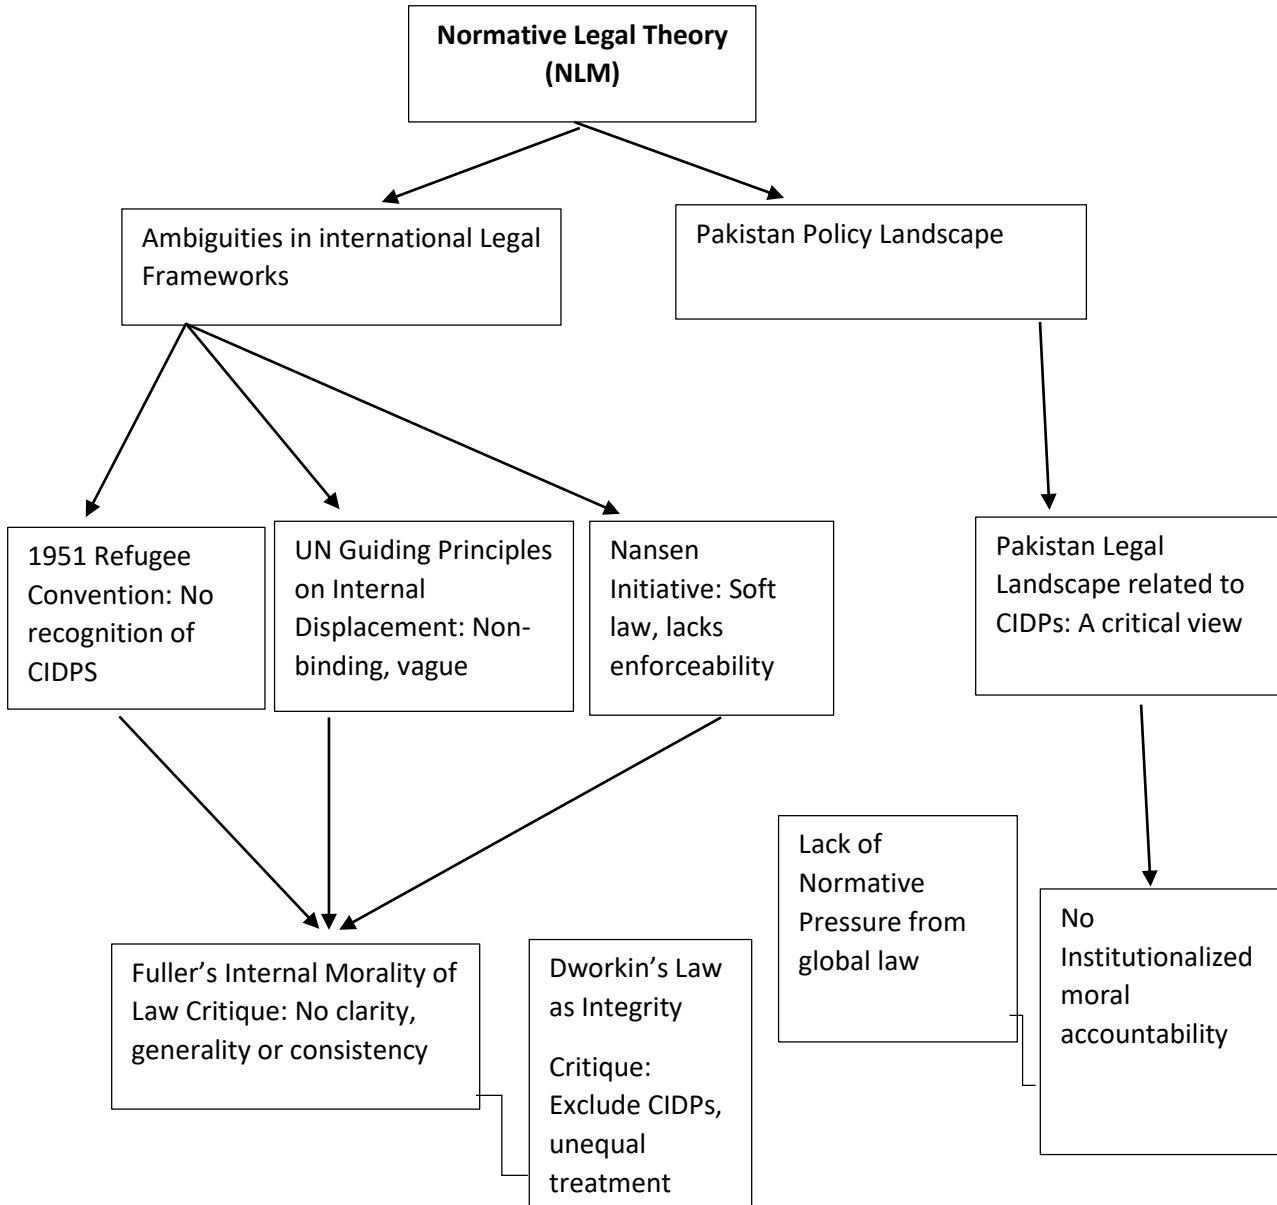 Normative Legal Theory
(NLM)
Ambiguities in international Legal
Frameworks
Pakistan Policy Landscape
1951 Refugee
Convention: No
recognition of
CIDPS
UN Guiding Principles
on Internal
Displacement: Non-
binding, vague
Nansen
Initiative: Soft
law, lacks
enforceability
Pakistan Legal
Landscape related to
CIDPs: A critical view
Fuller’s Internal Morality of
Law Critique: No clarity,
generality or consistency
Dworkin’s Law
as Integrity
Critique:
Exclude CIDPs,
unequal
treatment
Lack of
Normative
Pressure from
global law
No
Institutionalized
moral
accountability